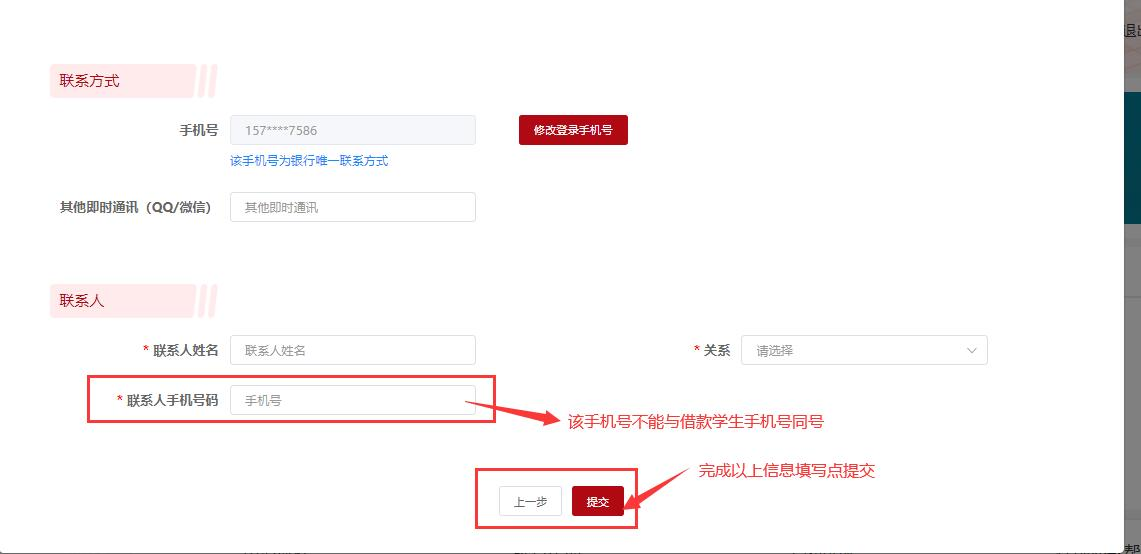 退出
联系方式
手机号 157****7586 修改登录手机号
该手机号为银行唯一联系方式
其他即时通讯（QQ/微信） 其他即时通讯
联系人
* 联系人姓名 联系人姓名 * 关系 请选择
* 联系人手机号码 手机号
该手机号不能与借款学生手机号同号
完成以上信息填写点提交
上一步 提交